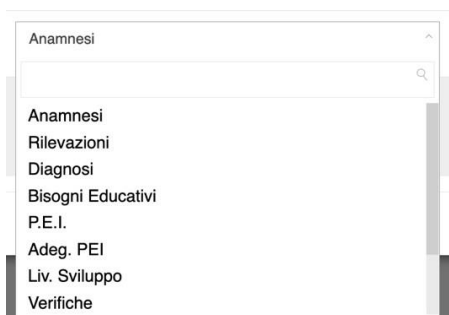 Anamnesi
Anamnesi
Rilevazioni
Diagnosi
Bisogni Educativi
P.E.I.
Adeg. PEI
Liv. Sviluppo
Verifiche